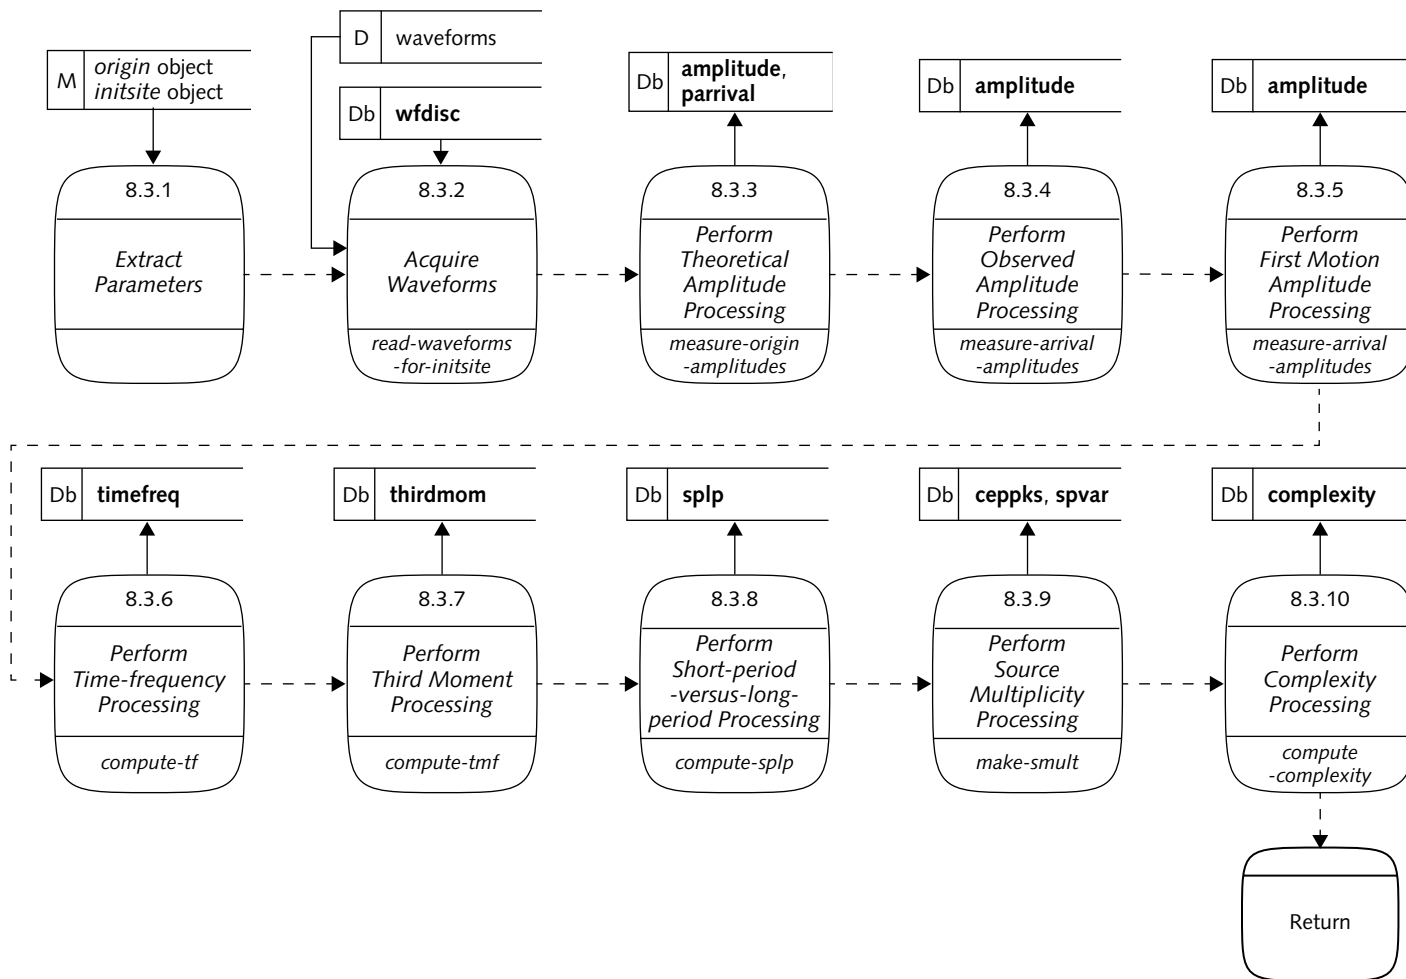 M
origin object
initsite object
D
waveforms
Db
wfdisc
Db
amplitude,
parrival
Db
amplitude
Db
amplitude
8.3.1
Extract
Parameters
8.3.2
Acquire
Waveforms
read-waveforms
-for-initsite
8.3.3
Perform
Theoretical
Amplitude
Processing
measure-origin
-amplitudes
8.3.4
Perform
Observed
Amplitude
Processing
measure-arrival
-amplitudes
8.3.5
Perform
First Motion
Amplitude
Processing
measure-arrival
-amplitudes
Db
timefreq
Db
thirdmom
Db
splp
Db
ceppks, spvar
Db
complexity
8.3.6
Perform
Time-frequency
Processing
compute-tf
8.3.7
Perform
Third Moment
Processing
compute-tmf
8.3.8
Perform
Short-period
-versus-long-
period Processing
compute-splp
8.3.9
Perform
Source
Multiplicity
Processing
make-smult
8.3.10
Perform
Complexity
Processing
compute
-complexity
Return